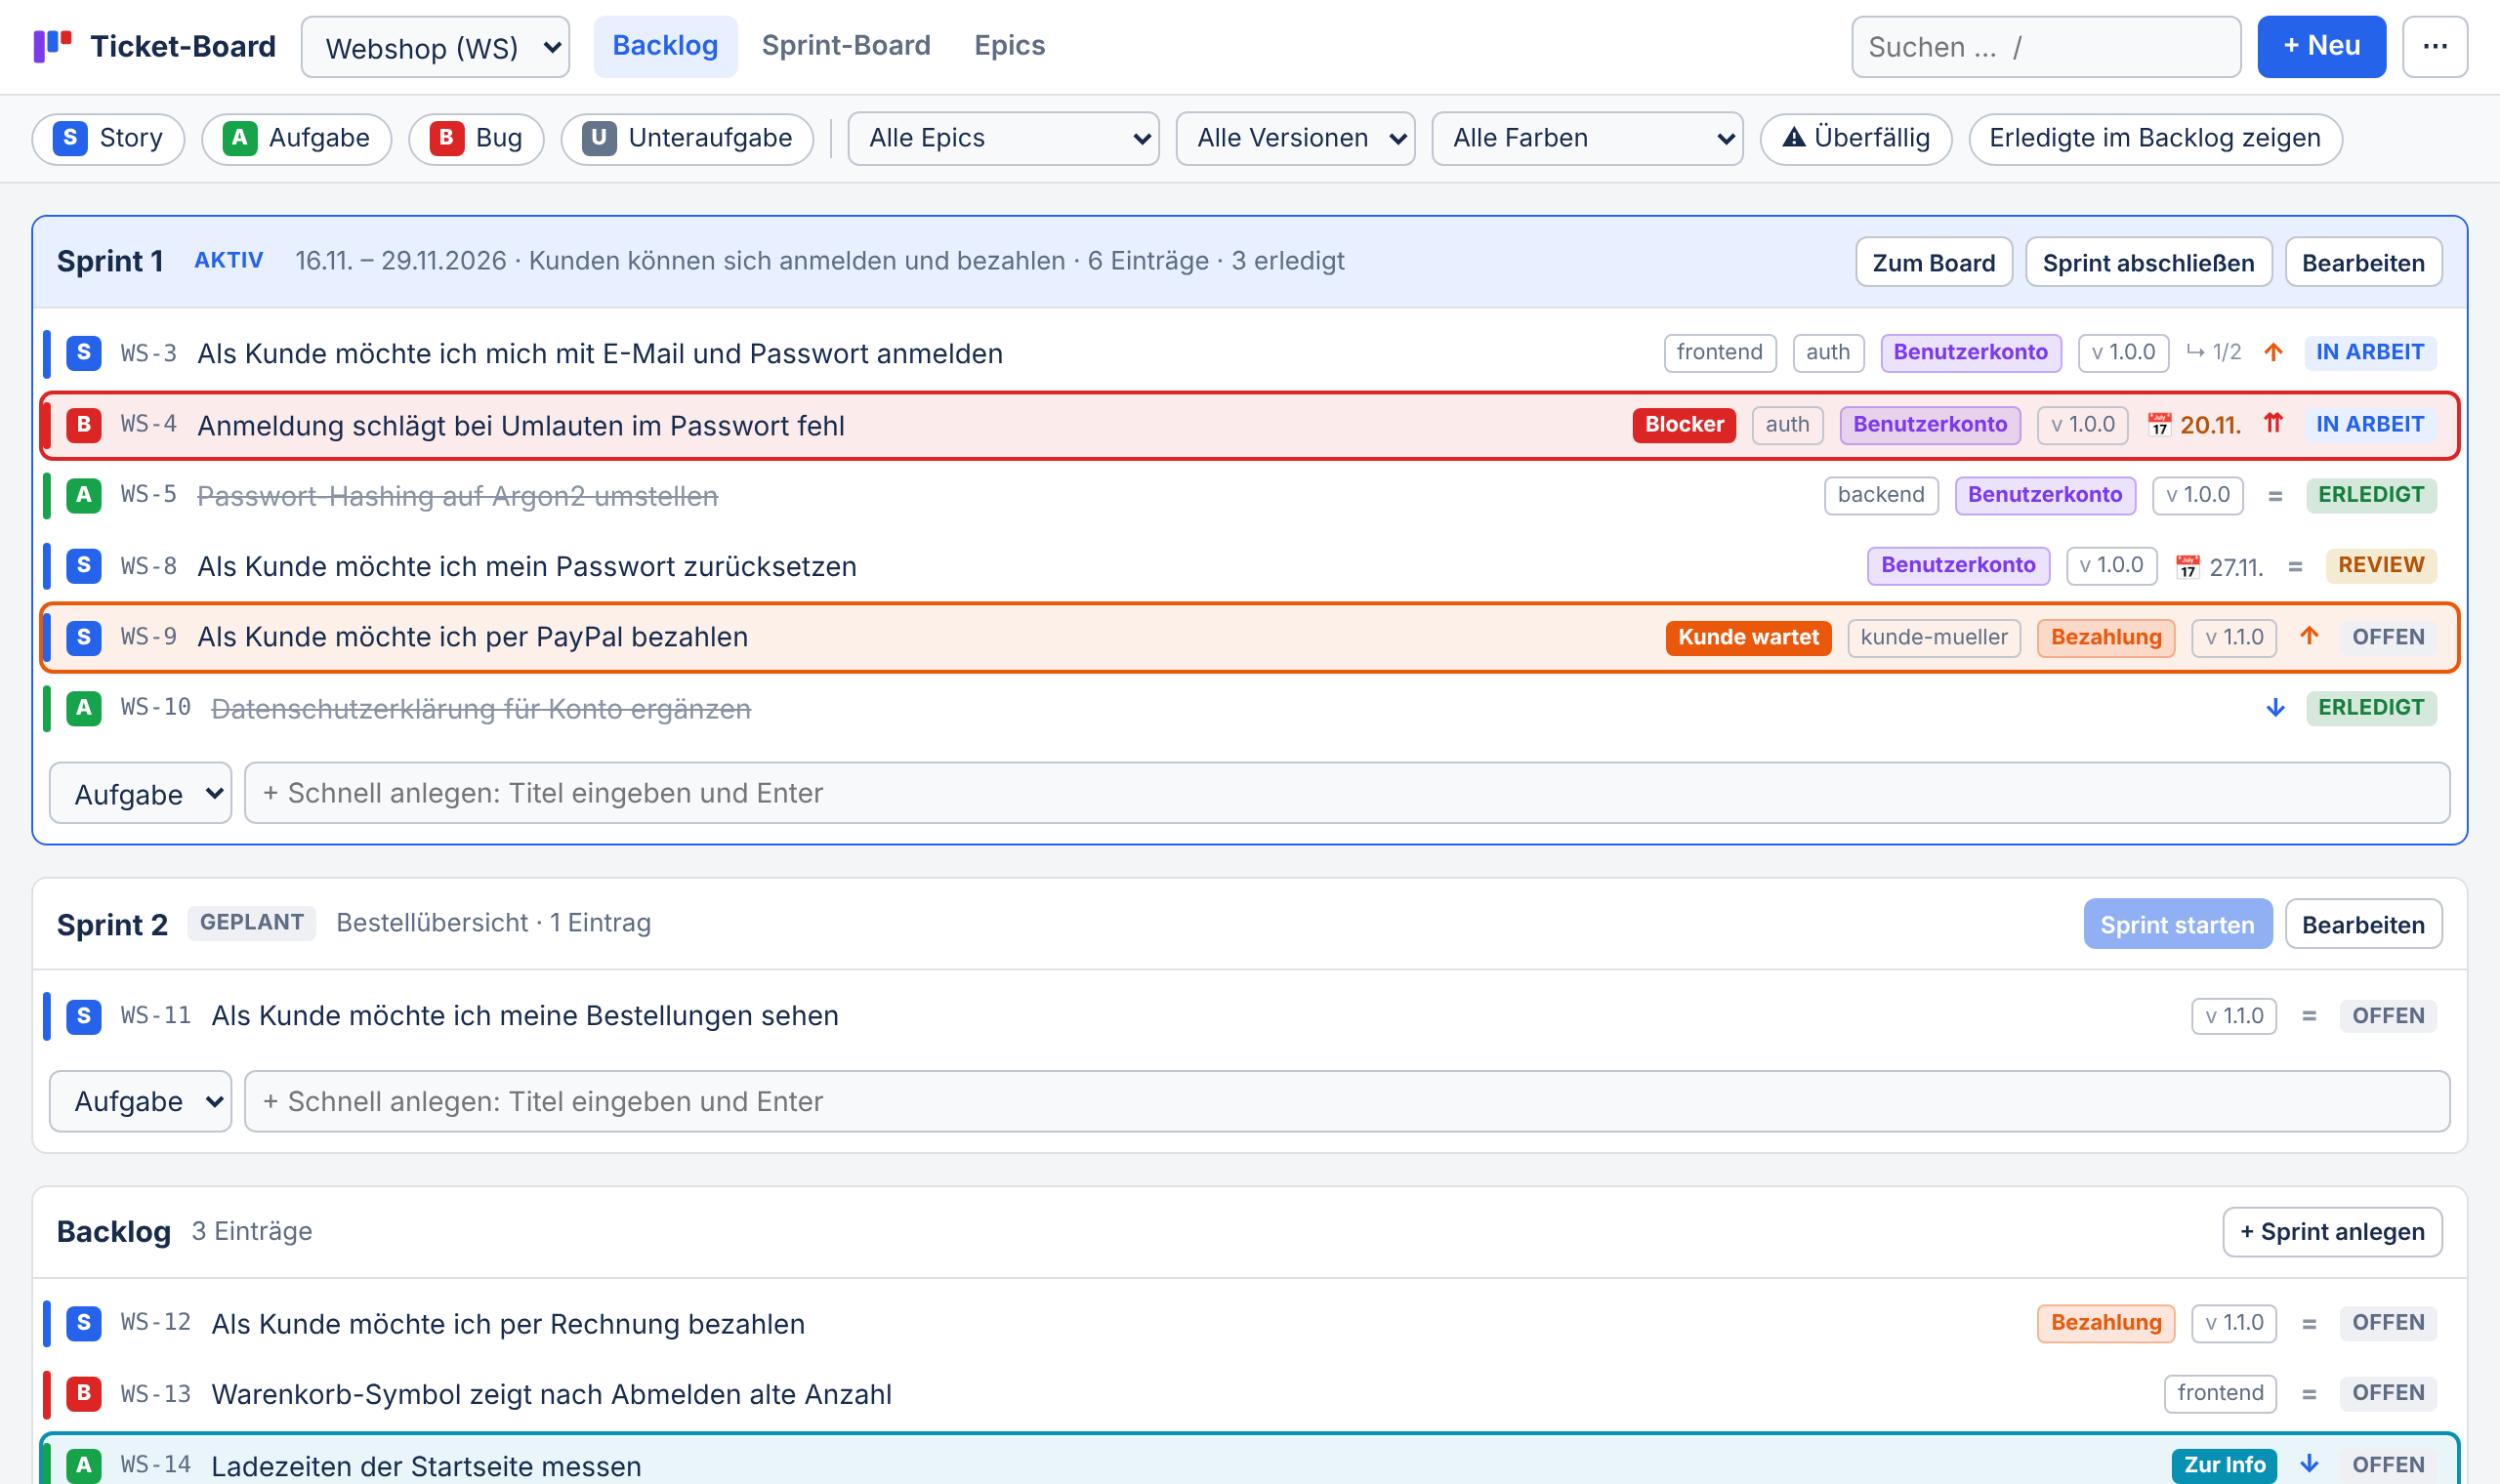 Ticket-Board Webshop (WS) Backlog Sprint-Board Epics Suchen ... / + Neu ...
S Story A Aufgabe B Bug U Unteraufgabe Alle Epics Alle Versionen Alle Farben ⚠ Überfällig Erledigte im Backlog zeigen
Sprint 1 AKTIV 16.11. – 29.11.2026 · Kunden können sich anmelden und bezahlen · 6 Einträge · 3 erledigt Zum Board Sprint abschließen Bearbeiten
S WS-3 Als Kunde möchte ich mich mit E-Mail und Passwort anmelden frontend auth Benutzerkonto v 1.0.0 ↳ 1/2 ↑ IN ARBEIT
B WS-4 Anmeldung schlägt bei Umlauten im Passwort fehl Blocker auth Benutzerkonto v 1.0.0 📅 20.11. ⇈ IN ARBEIT
A WS-5 Passwort-Hashing auf Argon2 umstellen backend Benutzerkonto v 1.0.0 = ERLEDIGT
S WS-8 Als Kunde möchte ich mein Passwort zurücksetzen Benutzerkonto v 1.0.0 📅 27.11. = REVIEW
S WS-9 Als Kunde möchte ich per PayPal bezahlen Kunde wartet kunde-mueller Bezahlung v 1.1.0 ↑ OFFEN
A WS-10 Datenschutzerklärung für Konto ergänzen ↓ ERLEDIGT
Aufgabe + Schnell anlegen: Titel eingeben und Enter
Sprint 2 GEPLANT Bestellübersicht · 1 Eintrag Sprint starten Bearbeiten
S WS-11 Als Kunde möchte ich meine Bestellungen sehen v 1.1.0 = OFFEN
Aufgabe + Schnell anlegen: Titel eingeben und Enter
Backlog 3 Einträge + Sprint anlegen
S WS-12 Als Kunde möchte ich per Rechnung bezahlen Bezahlung v 1.1.0 = OFFEN
B WS-13 Warenkorb-Symbol zeigt nach Abmelden alte Anzahl frontend = OFFEN
A WS-14 Ladezeiten der Startseite messen Zur Info ↓ OFFEN